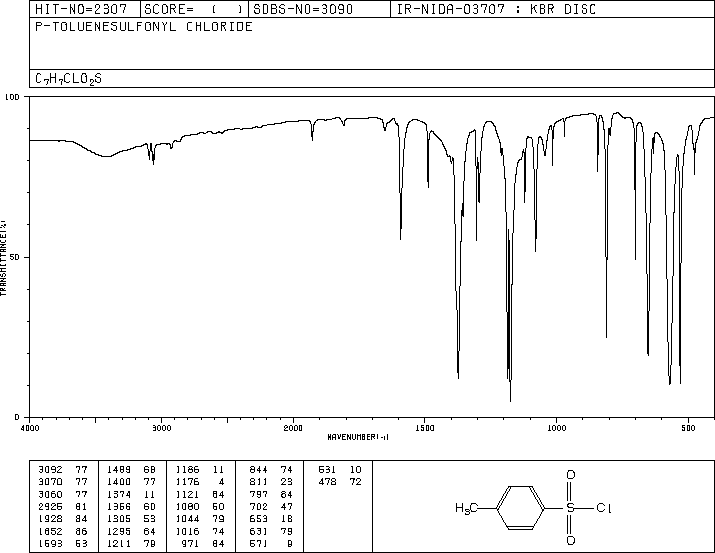 HIT-NO=2307 SCORE= ( ) SDBS-NO=3090 IR-NIDA-03707 : KBR DISC
P-TOLUENESULFONYL CHLORIDE
C7H7CLO2S
100
50
0
TRANSMITTANCE(%)
4000 3000 2000 1500 1000 500
WAVENUMBER(-1)
3092 77 1489 68 1186 11 844 74 531 10
3070 77 1400 77 1176 4 811 23 478 72
3060 77 1374 11 1121 64 797 84
2925 81 1356 60 1080 50 702 47
1928 84 1305 53 1044 79 653 18
1652 86 1295 64 1016 74 631 79
1593 53 1211 79 971 84 571 9
O
H3C S Cl
O